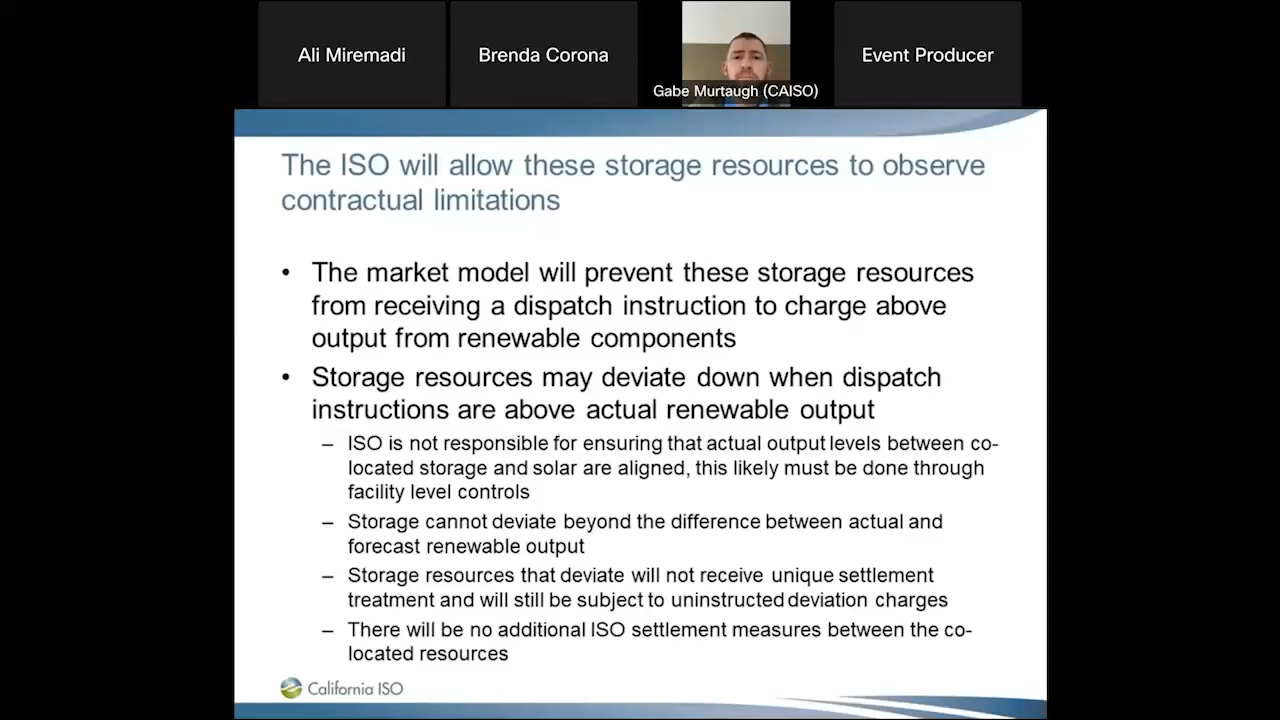 Ali Miremadi
Brenda Corona
Gabe Murtaugh (CAISO)
Event Producer
The ISO will allow these storage resources to observe
contractual limitations
• The market model will prevent these storage resources
from receiving a dispatch instruction to charge above
output from renewable components
• Storage resources may deviate down when dispatch
instructions are above actual renewable output
– ISO is not responsible for ensuring that actual output levels between co-
located storage and solar are aligned, this likely must be done through
facility level controls
– Storage cannot deviate beyond the difference between actual and
forecast renewable output
– Storage resources that deviate will not receive unique settlement
treatment and will still be subject to uninstructed deviation charges
– There will be no additional ISO settlement measures between the co-
located resources
California ISO